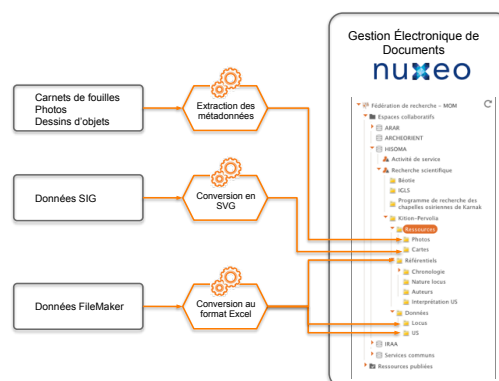 Gestion Électronique de
Documents
nuxeo
Carnets de fouilles
Photos
Dessins d'objets
Extraction des
métadonnées
Données SIG
Conversion en
SVG
Données FileMaker
Conversion au
format Excel
Fédération de recherche – MOM
Espaces collaboratifs
ARAR
ARCHEORIENT
HISOMA
Activité de service
Recherche scientifique
Béotie
IGLS
Programme de recherche des
chapelles osiriennes de Karnak
Kition-Pervolia
Ressources
Photos
Cartes
Référentiels
Chronologie
Nature locus
Auteurs
Interprétation US
Données
Locus
US
IRAA
Services communs
Ressources publiées